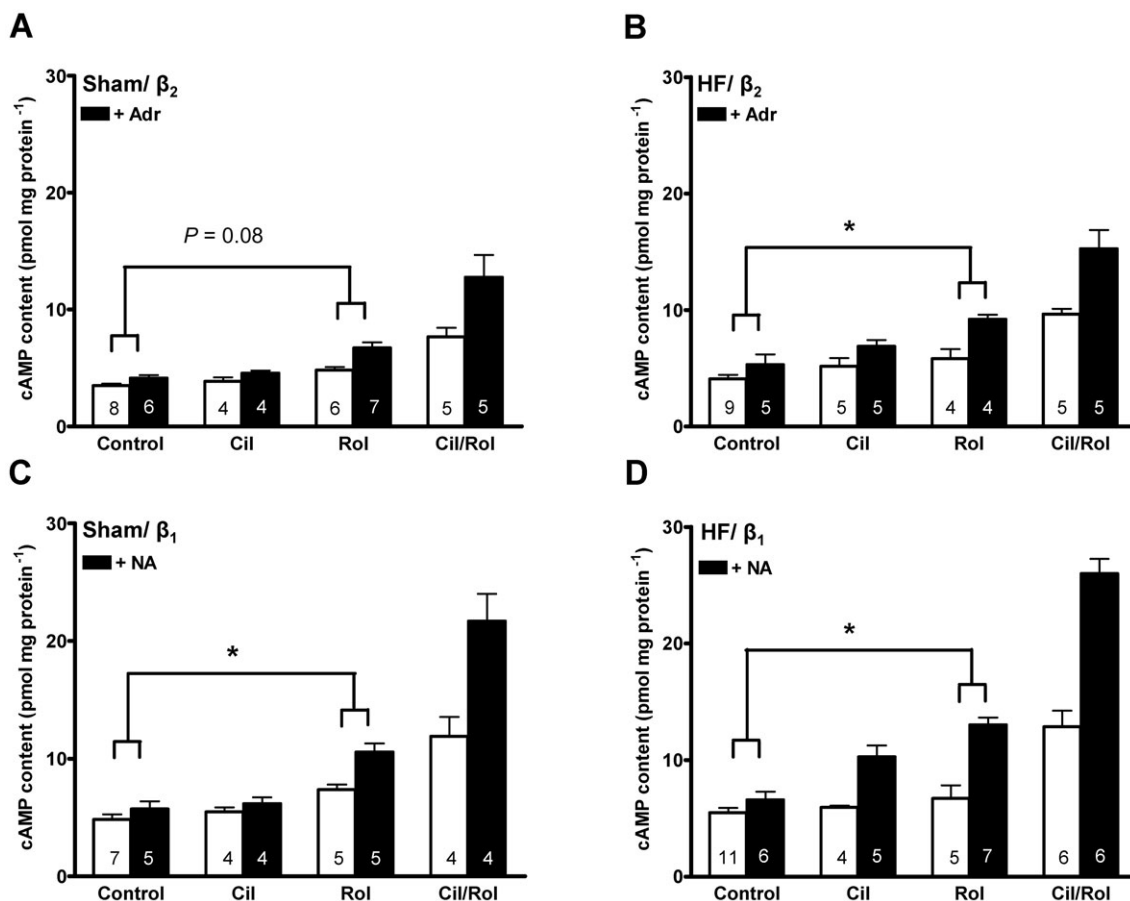 A
cAMP content (pmol mg protein ⁻¹)
30
20
10
0
Sham/ β₂
+ Adr
P = 0.08
8 6 4 4 6 7 5 5
Control Cil Rol Cil/Rol
B
cAMP content (pmol mg protein ⁻¹)
30
20
10
0
HF/ β₂
+ Adr
*
9 5 5 5 4 4 5 5
Control Cil Rol Cil/Rol
C
cAMP content (pmol mg protein ⁻¹)
30
20
10
0
Sham/ β₁
+ NA
*
7 5 4 4 5 5 4 4
Control Cil Rol Cil/Rol
D
cAMP content (pmol mg protein ⁻¹)
30
20
10
0
HF/ β₁
+ NA
*
11 6 4 5 5 7 6 6
Control Cil Rol Cil/Rol